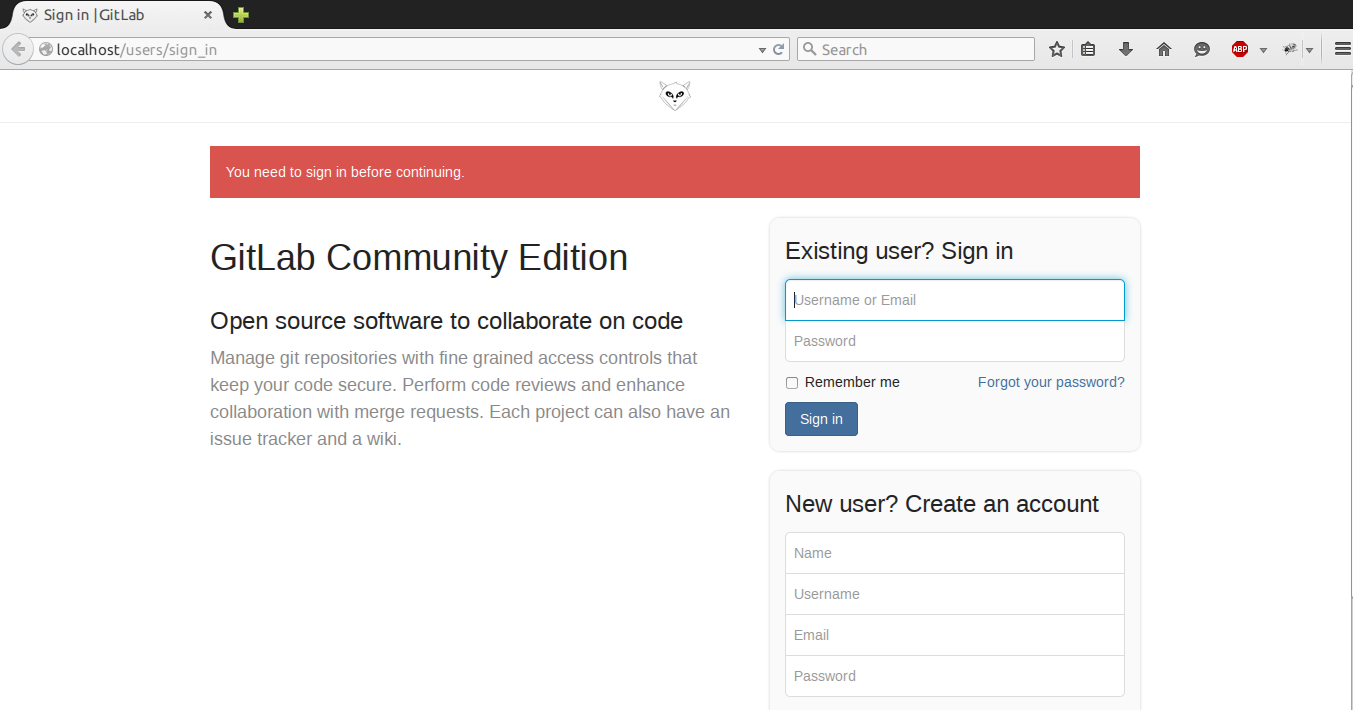 Sign in | GitLab
localhost/users/sign_in
Search
ABP
You need to sign in before continuing.
GitLab Community Edition
Open source software to collaborate on code
Manage git repositories with fine grained access controls that
keep your code secure. Perform code reviews and enhance
collaboration with merge requests. Each project can also have an
issue tracker and a wiki.
Existing user? Sign in
Username or Email
Password
Remember me
Forgot your password?
Sign in
New user? Create an account
Name
Username
Email
Password